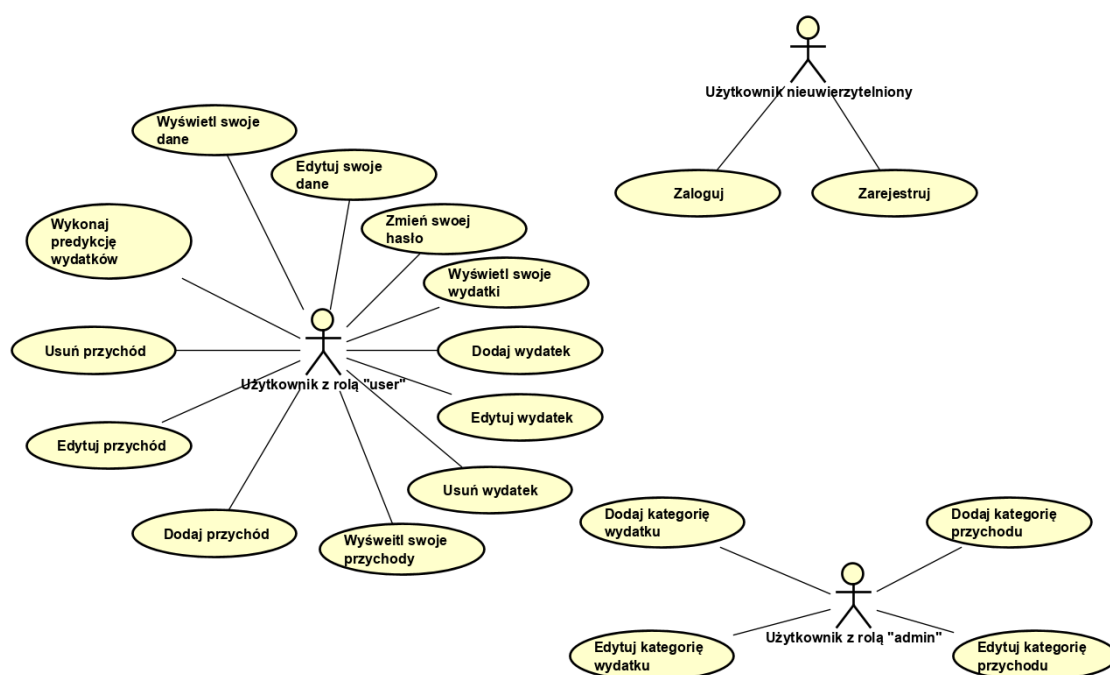 Użytkownik nieuwierzytelniony
Zaloguj
Zarejestruj
Wyświetl swoje
dane
Edytuj swoje
dane
Zmień swoej
hasło
Wykonaj
predykcję
wydatków
Wyświetl swoje
wydatki
Usuń przychód
Dodaj wydatek
Użytkownik z rolą "user"
Edytuj wydatek
Edytuj przychód
Usuń wydatek
Dodaj przychód
Wyśweitl swoje
przychody
Dodaj kategorię
wydatku
Dodaj kategorię
przychodu
Użytkownik z rolą "admin"
Edytuj kategorię
wydatku
Edytuj kategorię
przychodu